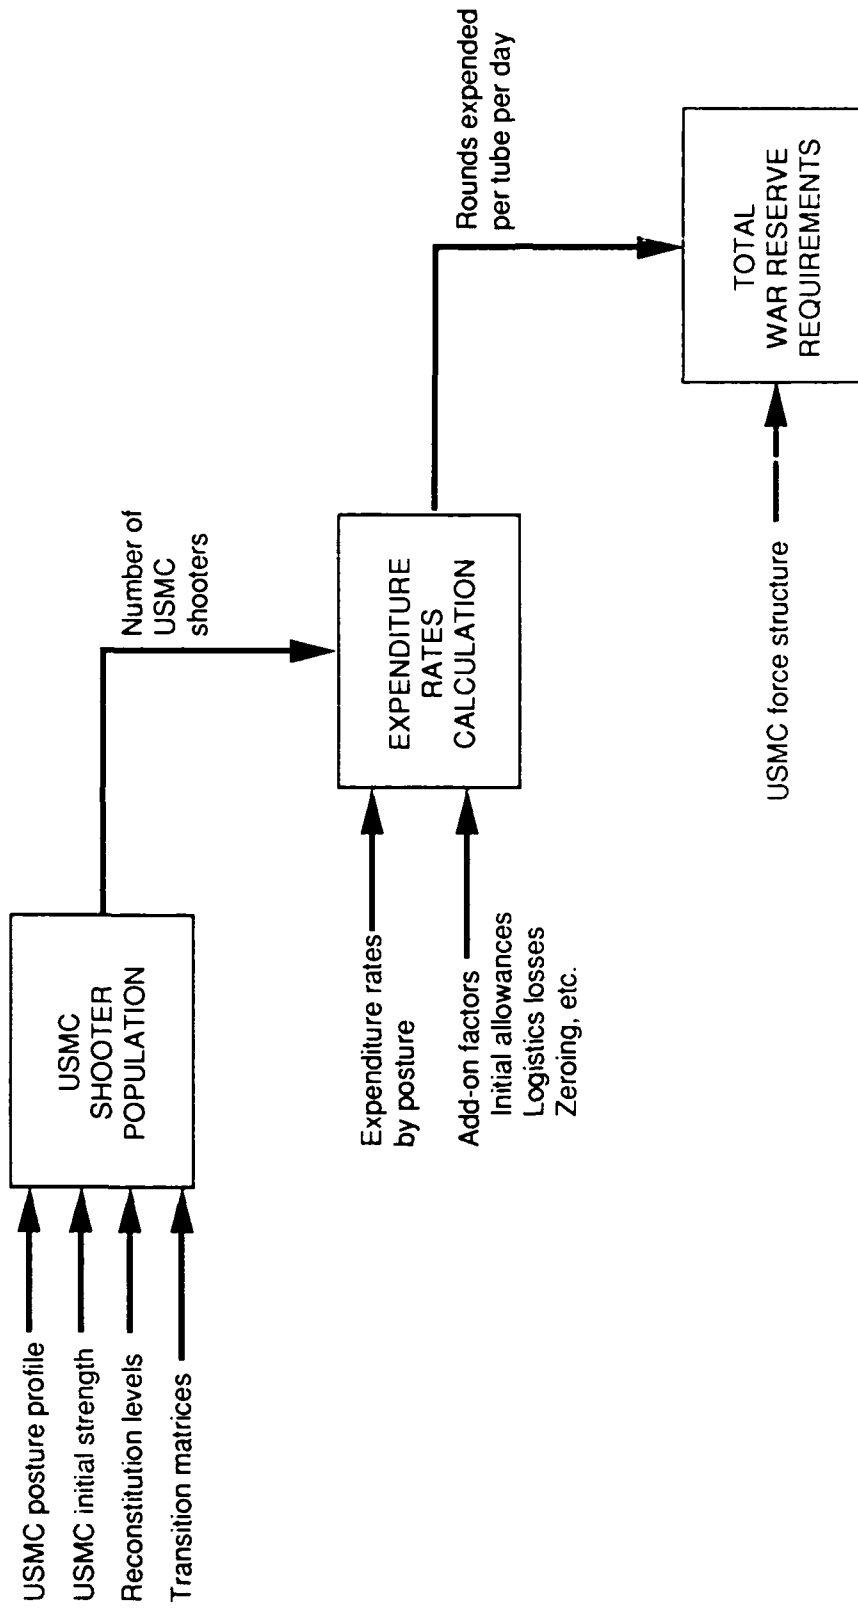 USMC posture profile
USMC initial strength
Reconstitution levels
Transition matrices
USMC
SHOOTER
POPULATION
Number of
USMC
shooters
Expenditure rates
by posture
Add-on factors
Initial allowances
Logistics losses
Zeroing, etc.
EXPENDITURE
RATES
CALCULATION
Rounds expended
per tube per day
USMC force structure
TOTAL
WAR RESERVE
REQUIREMENTS